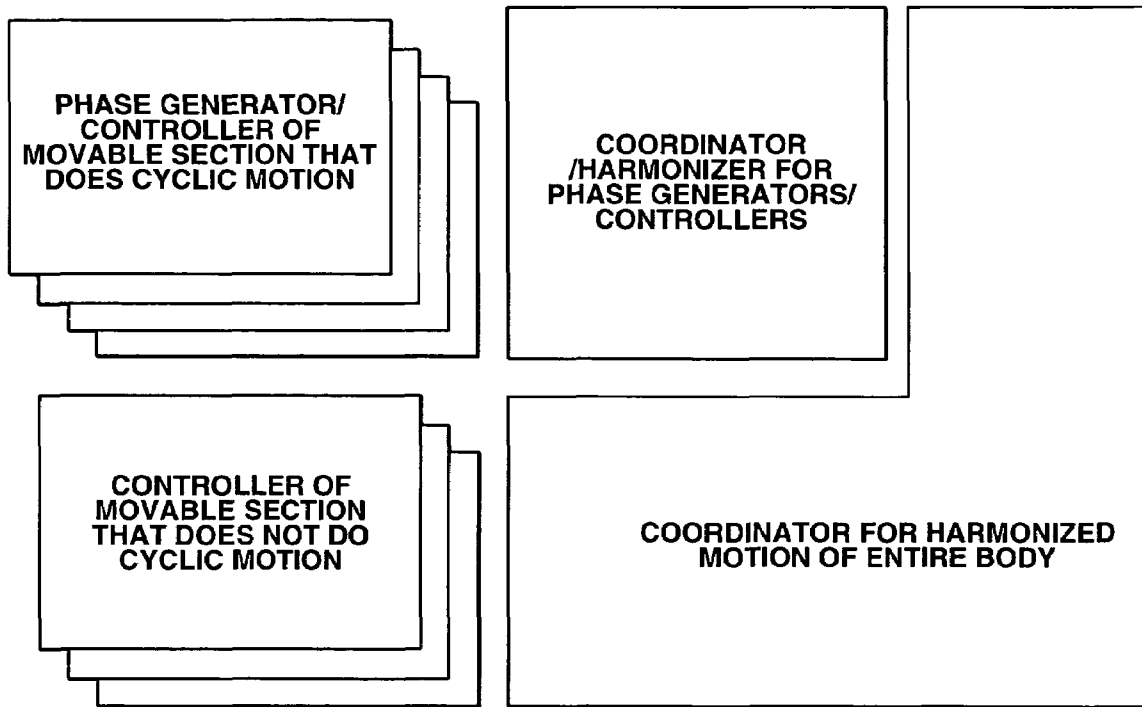 PHASE GENERATOR/
CONTROLLER OF
MOVABLE SECTION THAT
DOES CYCLIC MOTION
COORDINATOR
/HARMONIZER FOR
PHASE GENERATORS/
CONTROLLERS
CONTROLLER OF
MOVABLE SECTION
THAT DOES NOT DO
CYCLIC MOTION
COORDINATOR FOR HARMONIZED
MOTION OF ENTIRE BODY